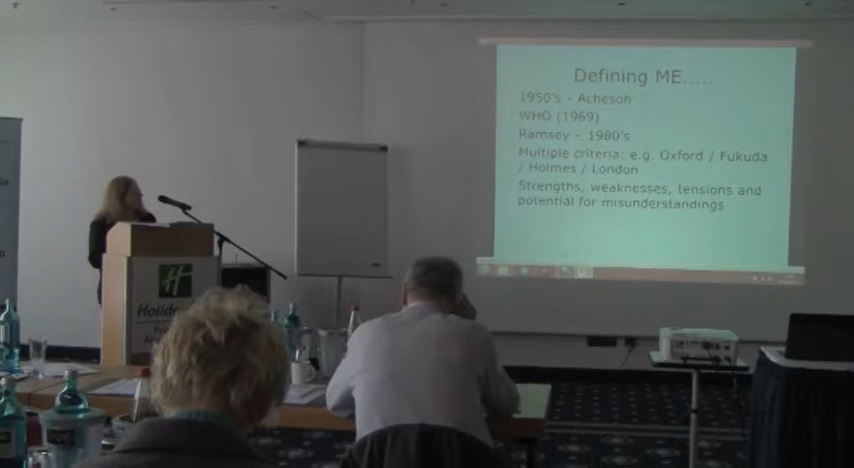 Defining ME.....
1950's - Acheson
WHO (1969)
Ramsey - 1980's
Multiple criteria: e.g. Oxford / Fukuda
/ Holmes / London
Strengths, weaknesses, tensions and
potential for misunderstandings
H